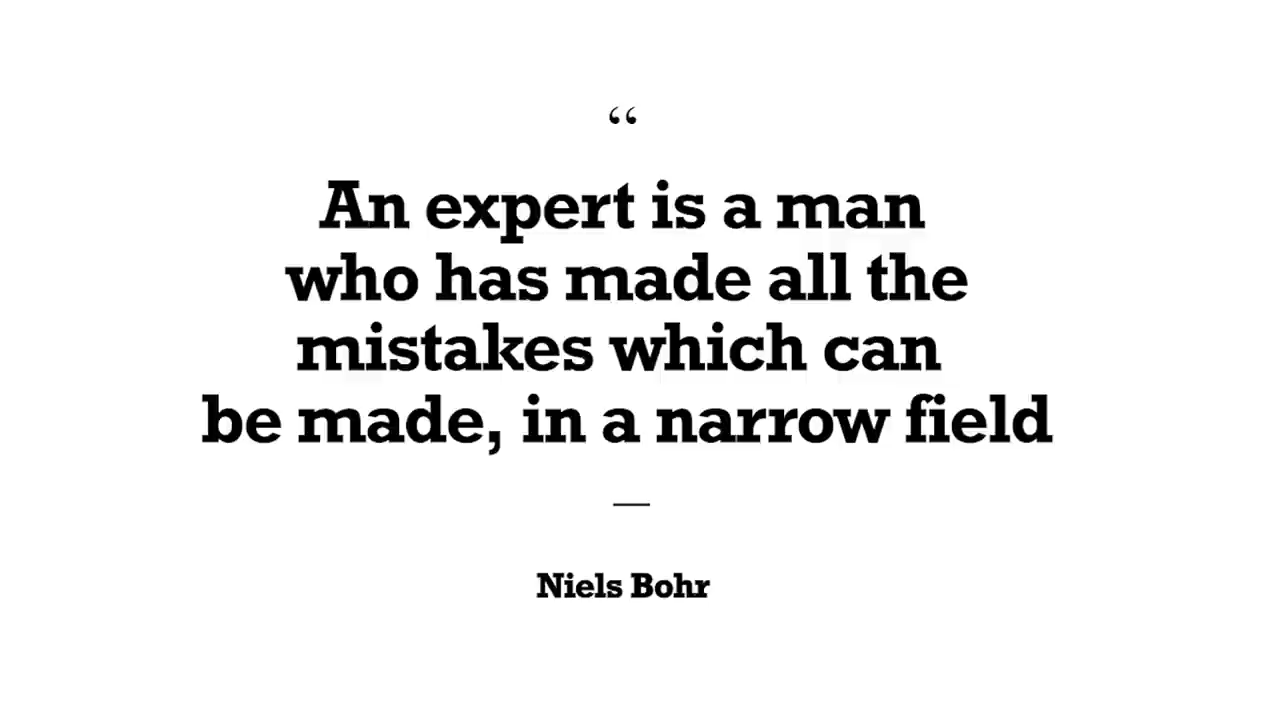 “
An expert is a man
who has made all the
mistakes which can
be made, in a narrow field
—
Niels Bohr